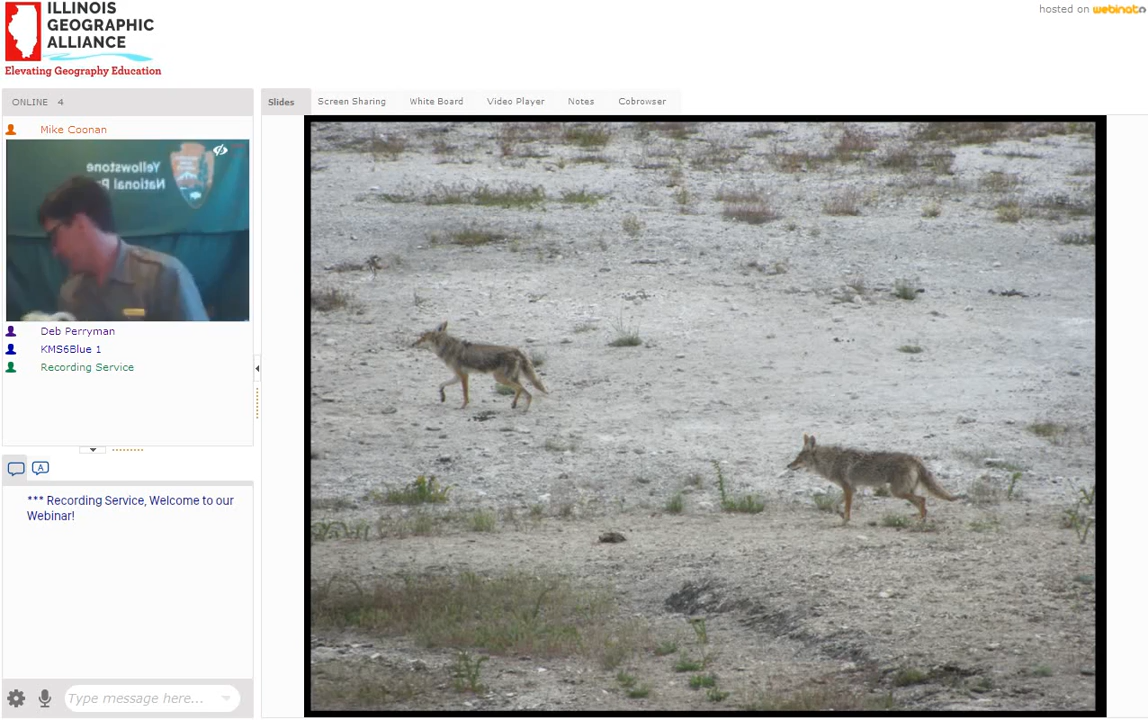 ILLINOIS
GEOGRAPHIC
ALLIANCE
Elevating Geography Education
hosted on webinato
ONLINE 4
Slides
Screen Sharing
White Board
Video Player
Notes
Cobrowser
Mike Coonan
Yellowstone
National Pa
Deb Perryman
KMS6Blue 1
Recording Service
A
*** Recording Service, Welcome to our
Webinar!
Type message here...